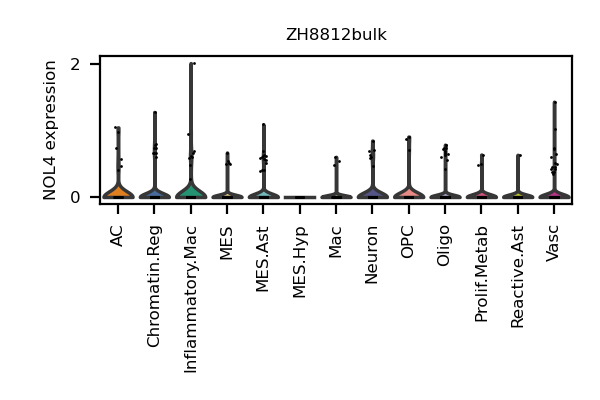 ZH8812bulk
NOL4 expression
2
0
AC
Chromatin.Reg
Inflammatory.Mac
MES
MES.Ast
MES.Hyp
Mac
Neuron
OPC
Oligo
Prolif.Metab
Reactive.Ast
Vasc